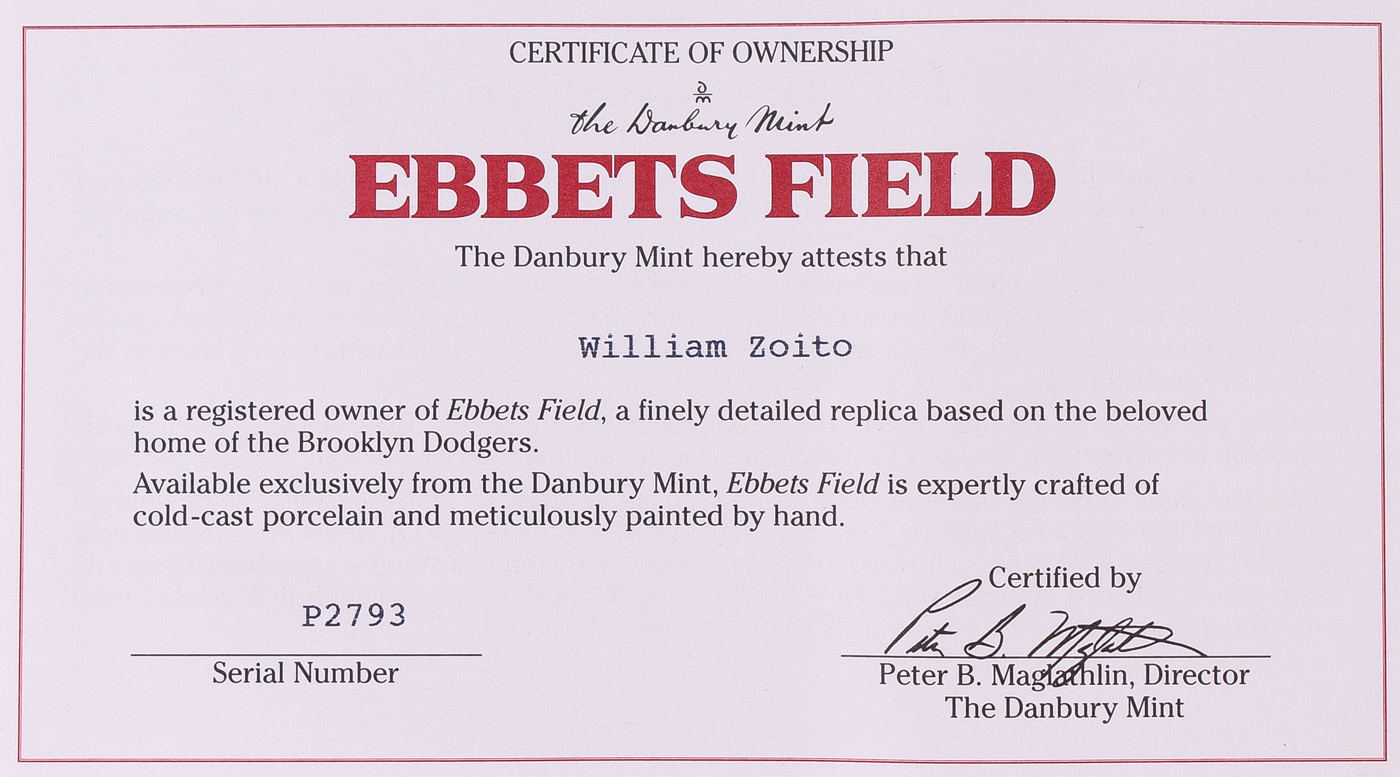 CERTIFICATE OF OWNERSHIP
dm
the Danbury Mint
EBBETS FIELD
The Danbury Mint hereby attests that
William Zoito
is a registered owner of Ebbets Field, a finely detailed replica based on the beloved
home of the Brooklyn Dodgers.
Available exclusively from the Danbury Mint, Ebbets Field is expertly crafted of
cold-cast porcelain and meticulously painted by hand.
Certified by
P2793
Peter B. Maglathlin
Serial Number
Peter B. Maglathlin, Director
The Danbury Mint